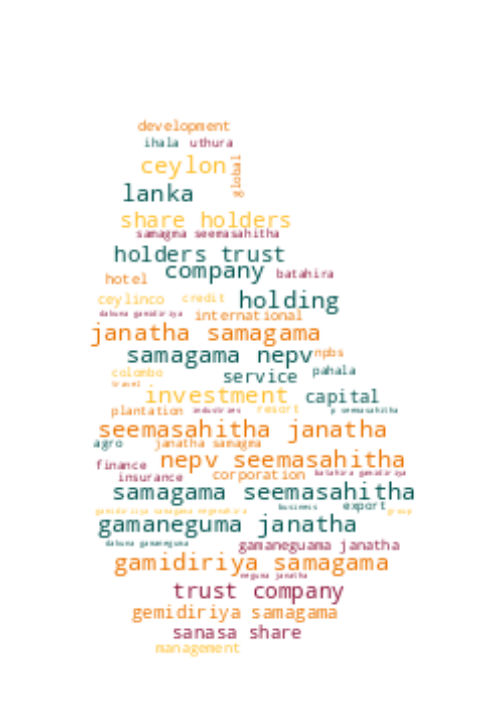 development
ihala uthura
ceylon global
lanka
share holders
samagma seemasahitha
holders trust
company batahira
hotel
ceylinco credit holding
dakuna gamidiriya international
janatha samagama
samagama nepv npbs
colombo service pahala
travel
investment capital
plantation industries resort p seemasahitha
seemasahitha janatha
agro janatha samagma
nepv seemasahitha
finance
insurance corporation batahira gamidiriya
samagama seemasahitha
gamidiriya samagama negenahira business export group
gamaneguma janatha
dakuna gamaneguma gamaneguama janatha
gamidiriya samagama
neguma janatha
trust company
gemidiriya samagama
sanasa share
management